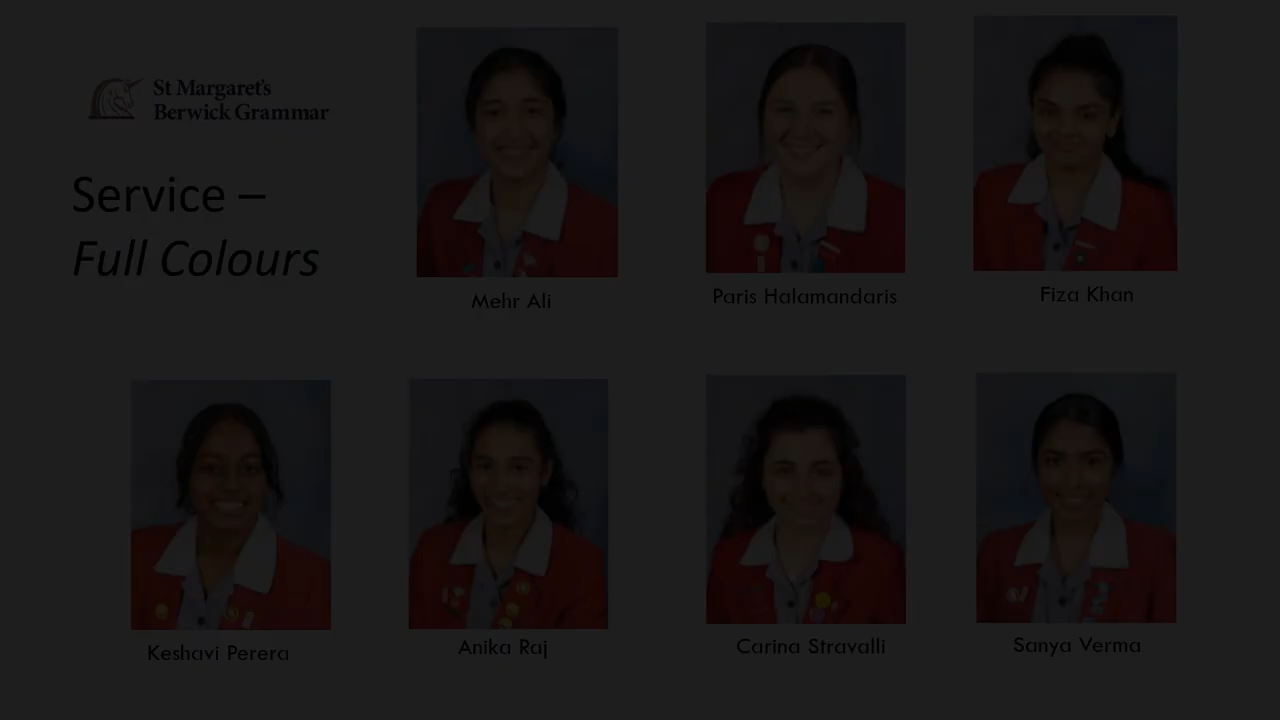 St Margaret's
Berwick Grammar
Service –
Full Colours
Mehr Ali
Paris Halamandaris
Fiza Khan
Keshavi Perera
Anika Raj
Carina Stravalli
Sanya Verma